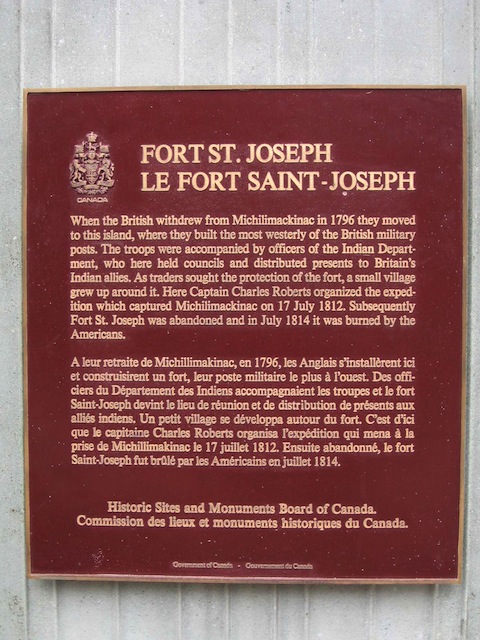 CANADA
FORT ST. JOSEPH
LE FORT SAINT-JOSEPH
When the British withdrew from Michilimackinac in 1796 they moved
to this island, where they built the most westerly of the British military
posts. The troops were accompanied by officers of the Indian Depart-
ment, who here held councils and distributed presents to Britain's
Indian allies. As traders sought the protection of the fort, a small village
grew up around it. Here Captain Charles Roberts organized the exped-
ition which captured Michilimackinac on 17 July 1812. Subsequently
Fort St. Joseph was abandoned and in July 1814 it was burned by the
Americans.
A leur retraite de Michillimakinac, en 1796, les Anglais s'installèrent ici
et construisirent un fort, leur poste militaire le plus à l'ouest. Des offi-
ciers du Département des Indiens accompagnaient les troupes et le fort
Saint-Joseph devint le lieu de réunion et de distribution de présents aux
alliés indiens. Un petit village se développa autour du fort. C'est d'ici
que le capitaine Charles Roberts organisa l'expédition qui mena à la
prise de Michillimakinac le 17 juillet 1812. Ensuite abandonné, le fort
Saint-Joseph fut brûlé par les Américains en juillet 1814.
Historic Sites and Monuments Board of Canada.
Commission des lieux et monuments historiques du Canada.
Government of Canada - Gouvernement du Canada